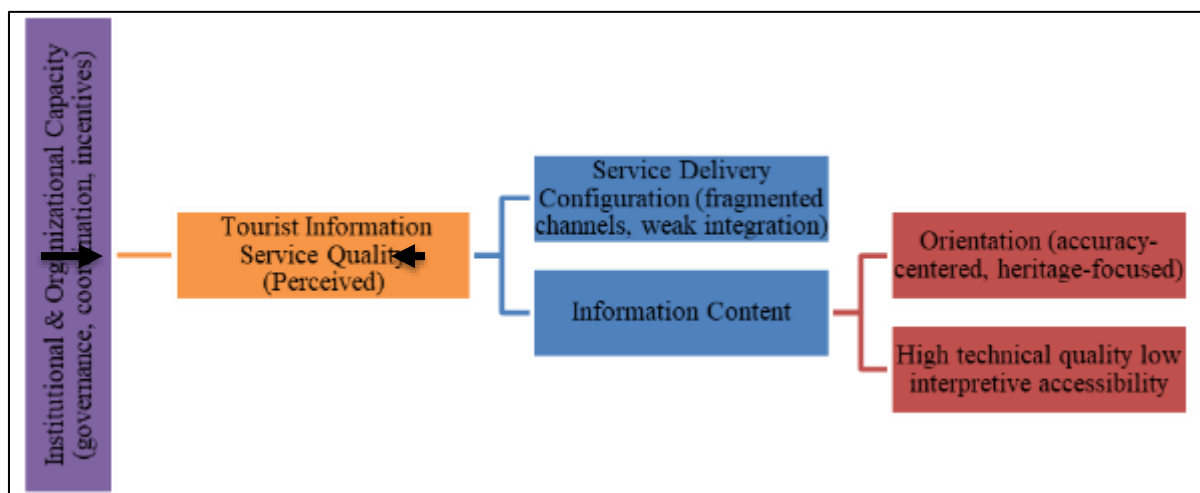 Institutional & Organizational Capacity
(governance, coordination, incentives)
Tourist Information
Service Quality
(Perceived)
Service Delivery
Configuration (fragmented
channels, weak integration)
Information Content
Orientation (accuracy-
centered, heritage-focused)
High technical quality low
interpretive accessibility